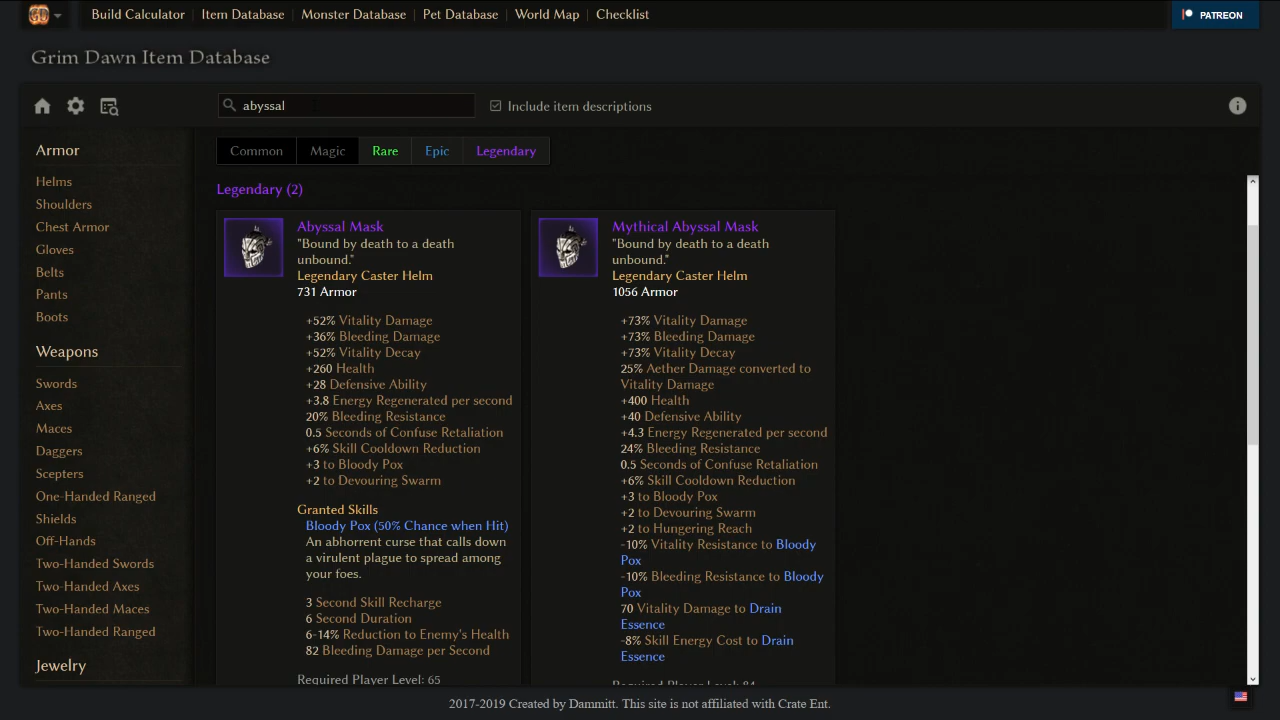 Build Calculator
Item Database
Monster Database
Pet Database
World Map
Checklist
PATREON
Grim Dawn Item Database
abyssal
Include item descriptions
Armor
Helms
Shoulders
Chest Armor
Gloves
Belts
Pants
Boots
Weapons
Swords
Axes
Maces
Daggers
Scepters
One-Handed Ranged
Shields
Off-Hands
Two-Handed Swords
Two-Handed Axes
Two-Handed Maces
Two-Handed Ranged
Jewelry
Common
Magic
Rare
Epic
Legendary
Legendary (2)
Abyssal Mask
"Bound by death to a death
unbound."
Legendary Caster Helm
731 Armor
+52% Vitality Damage
+36% Bleeding Damage
+52% Vitality Decay
+260 Health
+28 Defensive Ability
+3.8 Energy Regenerated per second
20% Bleeding Resistance
0.5 Seconds of Confuse Retaliation
+6% Skill Cooldown Reduction
+3 to Bloody Pox
+2 to Devouring Swarm
Granted Skills
Bloody Pox (50% Chance when Hit)
An abhorrent curse that calls down
a virulent plague to spread among
your foes.
3 Second Skill Recharge
6 Second Duration
6-14% Reduction to Enemy's Health
82 Bleeding Damage per Second
Required Player Level: 65
Mythical Abyssal Mask
"Bound by death to a death
unbound."
Legendary Caster Helm
1056 Armor
+73% Vitality Damage
+73% Bleeding Damage
+73% Vitality Decay
25% Aether Damage converted to
Vitality Damage
+400 Health
+40 Defensive Ability
+4.3 Energy Regenerated per second
24% Bleeding Resistance
0.5 Seconds of Confuse Retaliation
+6% Skill Cooldown Reduction
+3 to Bloody Pox
+2 to Devouring Swarm
+2 to Hungering Reach
-10% Vitality Resistance to Bloody
Pox
-10% Bleeding Resistance to Bloody
Pox
70 Vitality Damage to Drain
Essence
-8% Skill Energy Cost to Drain
Essence
Required Player Level: 84
2017-2019 Created by Dammitt. This site is not affiliated with Crate Ent.